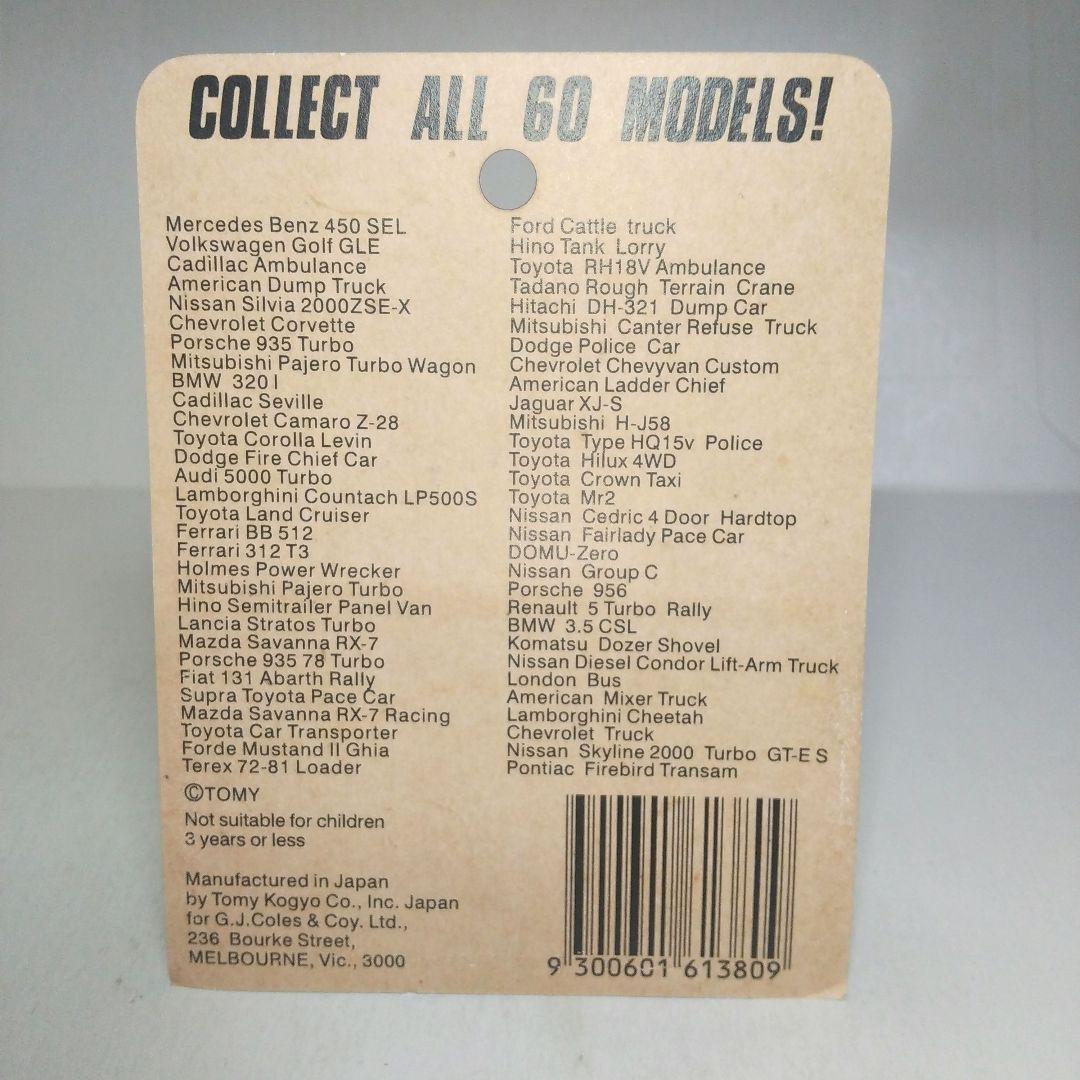 COLLECT ALL 60 MODELS!
Mercedes Benz 450 SEL
Volkswagen Golf GLE
Cadillac Ambulance
American Dump Truck
Nissan Silvia 2000ZSE-X
Chevrolet Corvette
Porsche 935 Turbo
Mitsubishi Pajero Turbo Wagon
BMW 320 I
Cadillac Seville
Chevrolet Camaro Z-28
Toyota Corolla Levin
Dodge Fire Chief Car
Audi 5000 Turbo
Lamborghini Countach LP500S
Toyota Land Cruiser
Ferrari BB 512
Ferrari 312 T3
Holmes Power Wrecker
Mitsubishi Pajero Turbo
Hino Semitrailer Panel Van
Lancia Stratos Turbo
Mazda Savanna RX-7
Porsche 935 78 Turbo
Fiat 131 Abarth Rally
Supra Toyota Pace Car
Mazda Savanna RX-7 Racing
Toyota Car Transporter
Forde Mustand II Ghia
Terex 72-81 Loader
Ford Cattle truck
Hino Tank Lorry
Toyota RH18V Ambulance
Tadano Rough Terrain Crane
Hitachi DH-321 Dump Car
Mitsubishi Canter Refuse Truck
Dodge Police Car
Chevrolet Chevyvan Custom
American Ladder Chief
Jaguar XJ-S
Mitsubishi H-J58
Toyota Type HQ15v Police
Toyota Hilux 4WD
Toyota Crown Taxi
Toyota Mr2
Nissan Cedric 4 Door Hardtop
Nissan Fairlady Pace Car
DOMU-Zero
Nissan Group C
Porsche 956
Renault 5 Turbo Rally
BMW 3.5 CSL
Komatsu Dozer Shovel
Nissan Diesel Condor Lift-Arm Truck
London Bus
American Mixer Truck
Lamborghini Cheetah
Chevrolet Truck
Nissan Skyline 2000 Turbo GT-E S
Pontiac Firebird Transam
©TOMY
Not suitable for children
3 years or less
Manufactured in Japan
by Tomy Kogyo Co., Inc. Japan
for G.J.Coles & Coy. Ltd.,
236 Bourke Street,
MELBOURNE, Vic., 3000
9 300601 613809